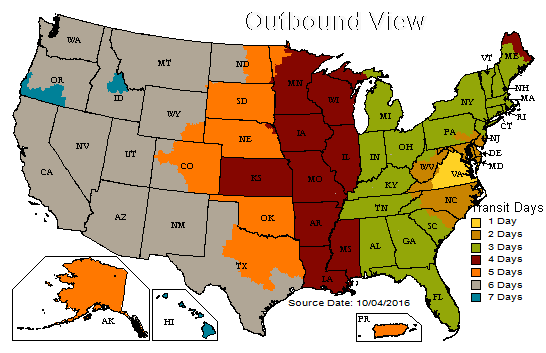 Outbound View
WA
MT
ND
MN
VT
ME
OR
ID
SD
WI
NH
MA
NY
RI
CT
WY
MI
PA
NJ
NE
IA
DE
MD
NV
UT
CO
IL
IN
OH
WV
VA
CA
KS
MO
KY
NC
AZ
NM
OK
AR
TN
SC
TX
LA
MS
AL
GA
FL
AK
HI
PR
Transit Days
1 Day
2 Days
3 Days
4 Days
5 Days
6 Days
7 Days
Source Date: 10/04/2016